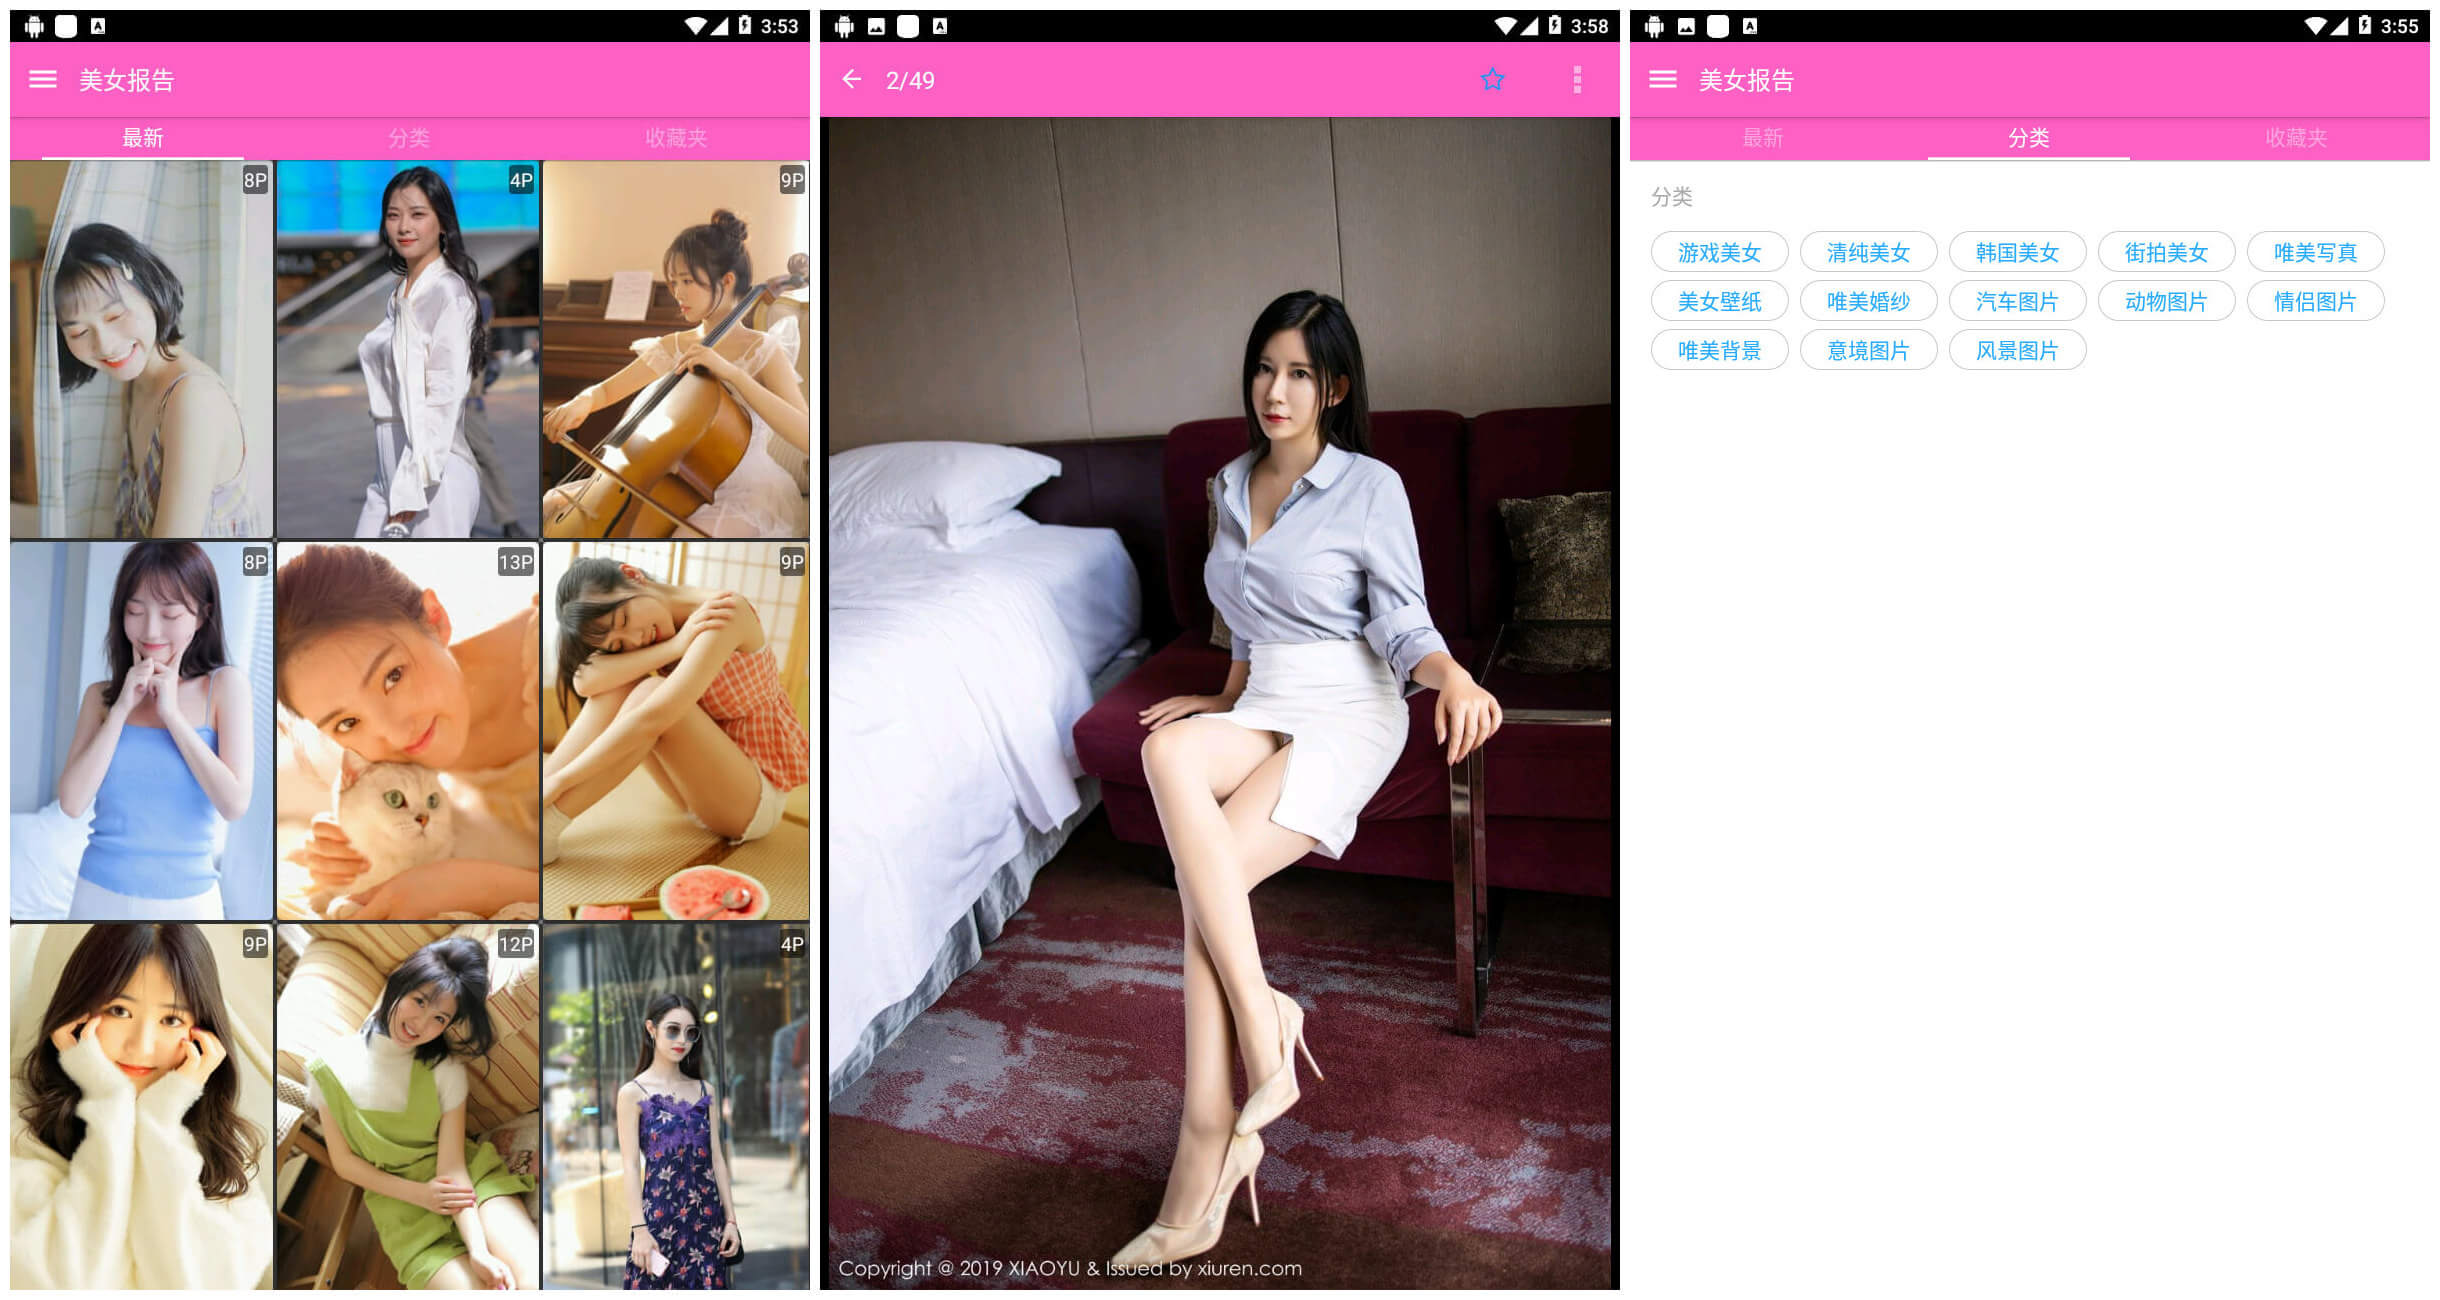 3:53
美女报告
最新 分类 收藏夹
8P 4P 9P
8P 13P 9P
9P 12P 4P
3:58
2/49
Copyright @ 2019 XIAOYU & Issued by xiuren.com
3:55
美女报告
最新 分类 收藏夹
分类
游戏美女 清纯美女 韩国美女 街拍美女 唯美写真
美女壁纸 唯美婚纱 汽车图片 动物图片 情侣图片
唯美背景 意境图片 风景图片